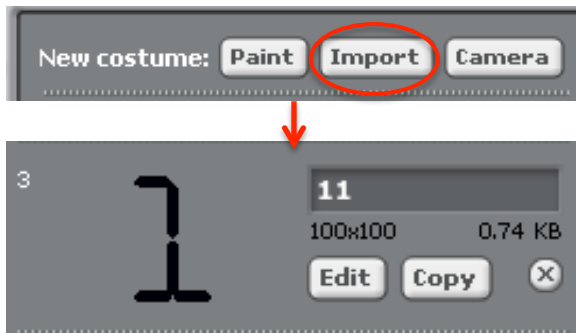 New costume: Paint Import Camera
3
11
100x100 0.74 KB
Edit Copy